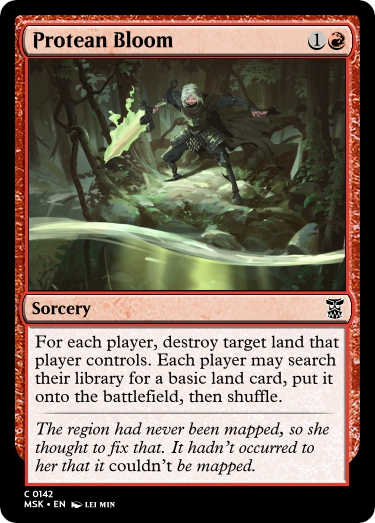 Protean Bloom 1
Sorcery
For each player, destroy target land that
player controls. Each player may search
their library for a basic land card, put it
onto the battlefield, then shuffle.
The region had never been mapped, so she
thought to fix that. It hadn't occurred to
her that it couldn't be mapped.
C 0142
MSK • EN LEI MIN